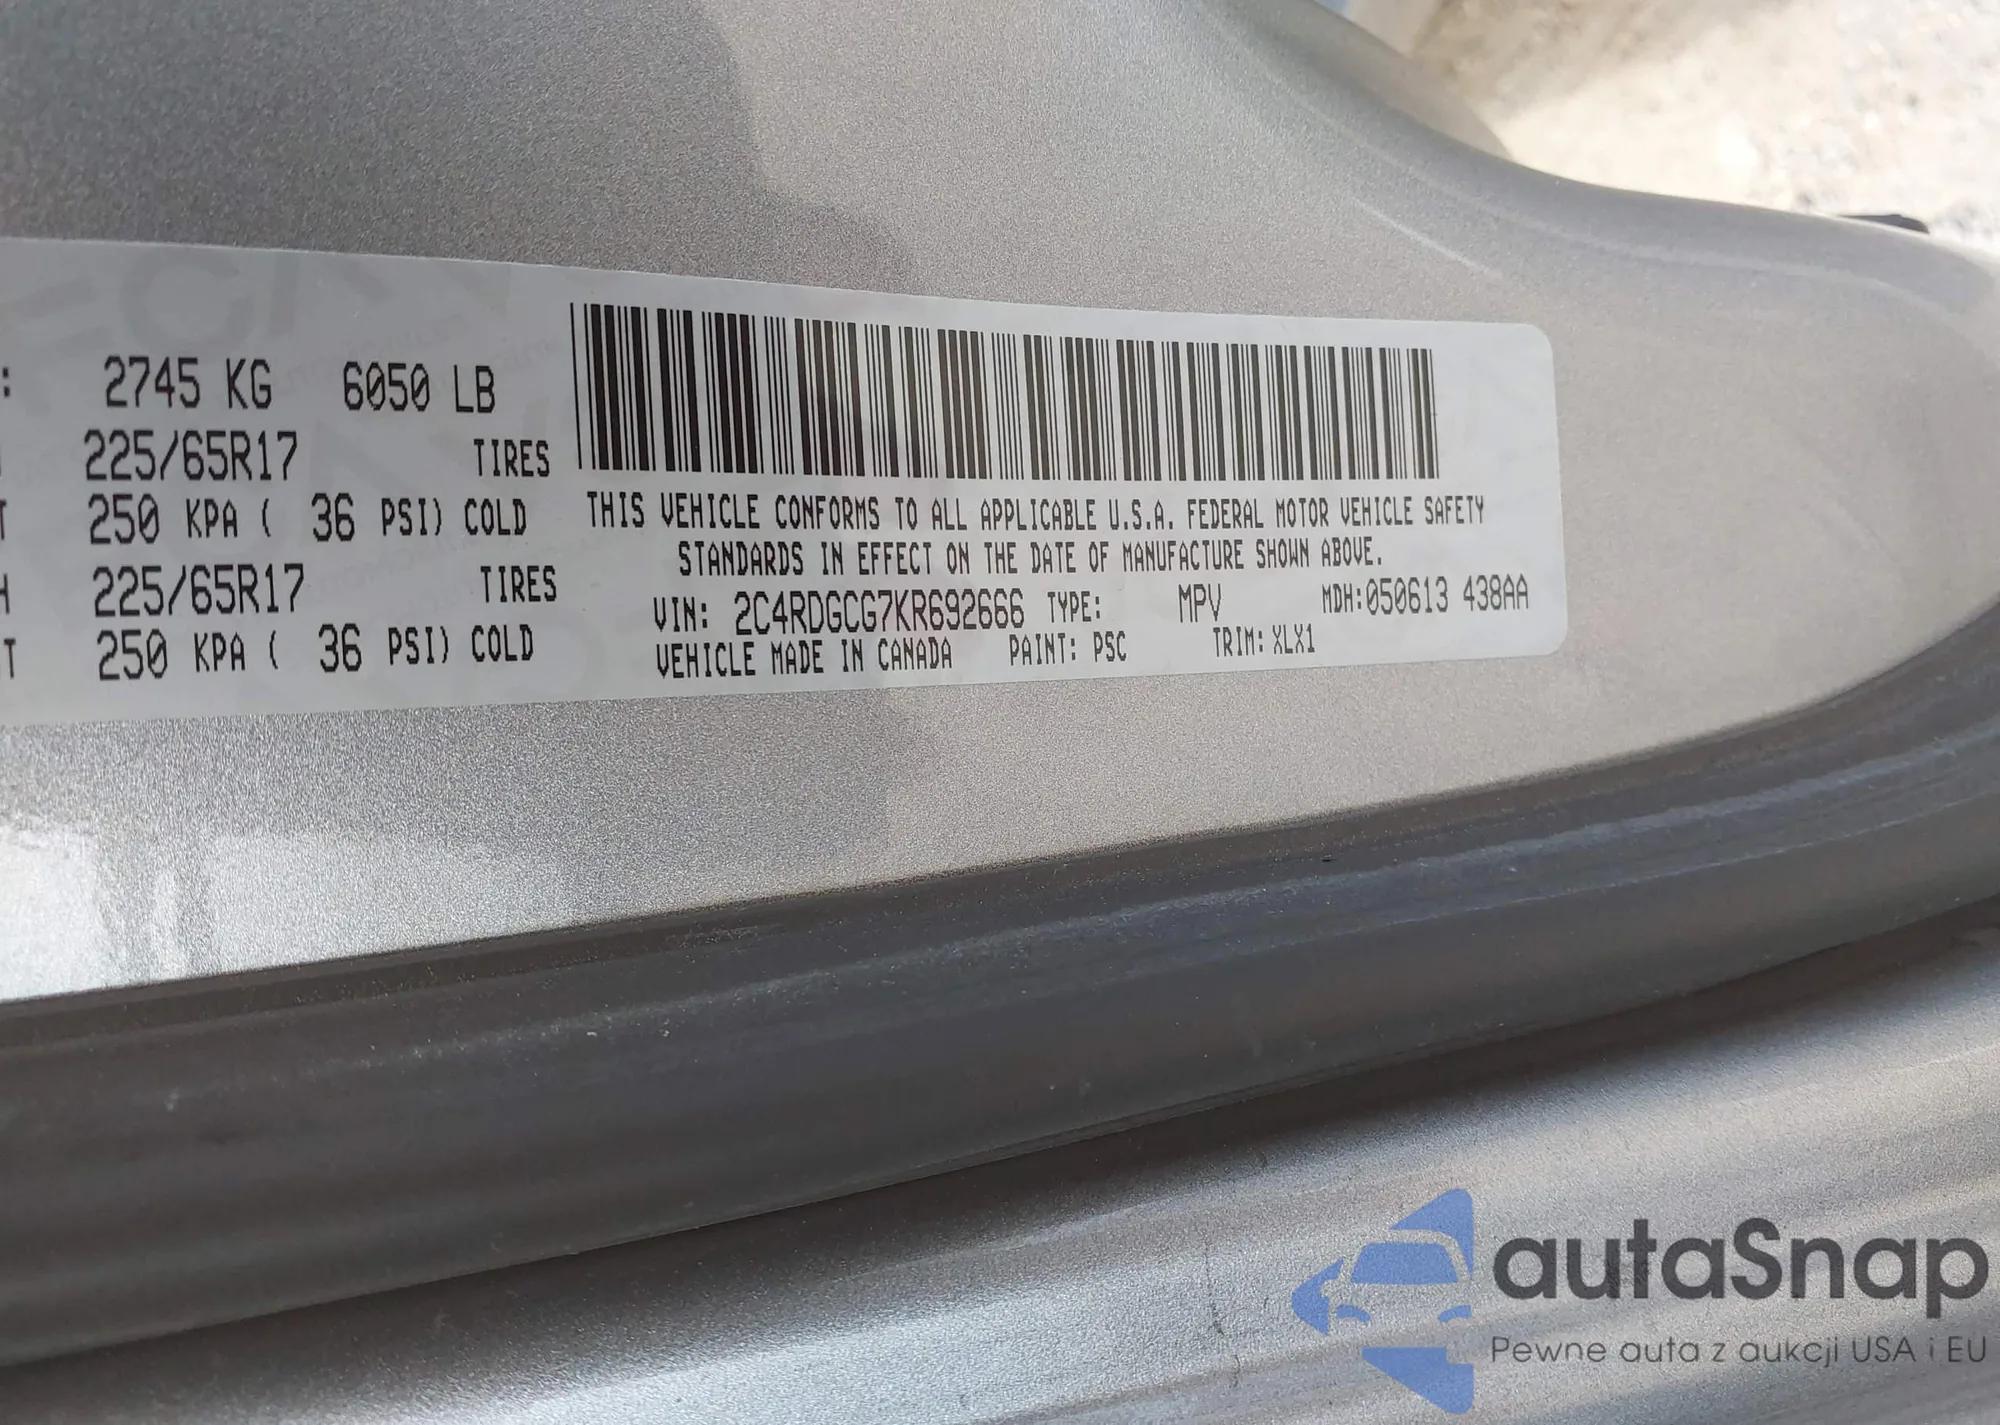 : 2745 KG 6050 LB
225/65R17 TIRES
T 250 KPA ( 36 PSI) COLD
H 225/65R17 TIRES
T 250 KPA ( 36 PSI) COLD
THIS VEHICLE CONFORMS TO ALL APPLICABLE U.S.A. FEDERAL MOTOR VEHICLE SAFETY
STANDARDS IN EFFECT ON THE DATE OF MANUFACTURE SHOWN ABOVE.
VIN: 2C4RDGCG7KR692666 TYPE: MPV MDH:050613 438AA
VEHICLE MADE IN CANADA PAINT: PSC TRIM: XLX1
autaSnap
Pewne auta z aukcji USA i EU